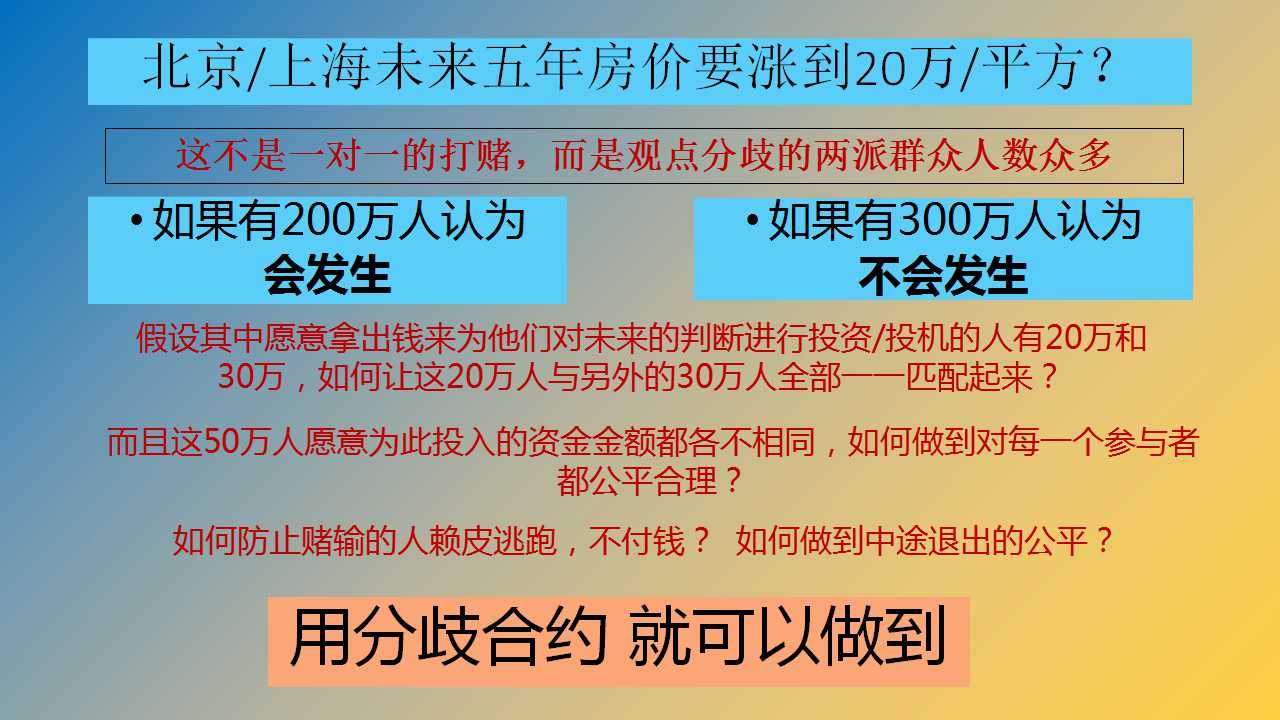 北京/上海未来五年房价要涨到20万/平方？
这不是一对一的打赌，而是观点分歧的两派群众人数众多
• 如果有200万人认为
会发生
• 如果有300万人认为
不会发生
假设其中愿意拿出钱来为他们对未来的判断进行投资/投机的人有20万和
30万，如何让这20万人与另外的30万人全部一一匹配起来？
而且这50万人愿意为此投入的资金金额都各不相同，如何做到对每一个参与者
都公平合理？
如何防止赌输的人赖皮逃跑，不付钱？ 如何做到中途退出的公平？
用分歧合约 就可以做到